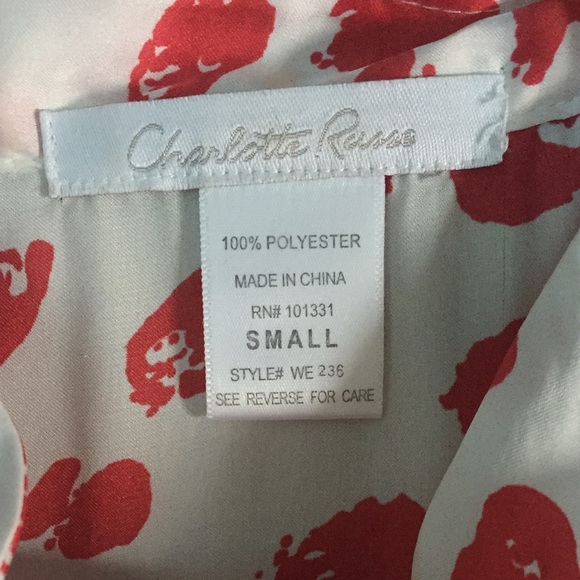 Charlotte Russe
100% POLYESTER
MADE IN CHINA
RN# 101331
SMALL
STYLE# WE 236
SEE REVERSE FOR CARE